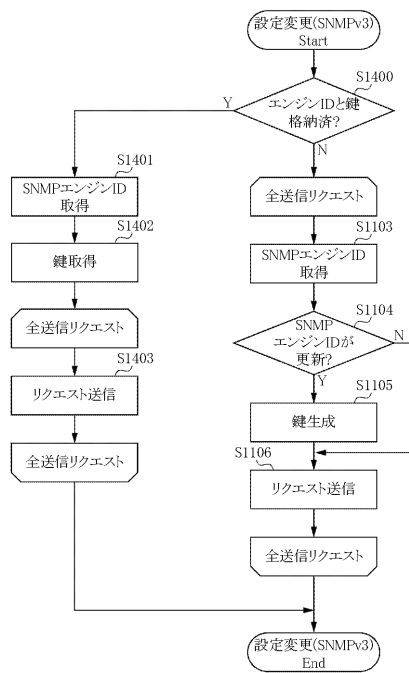 設定変更(SNMPv3)
Start
S1400
エンジンIDと鍵
格納済?
Y
N
S1401
SNMPエンジンID
取得
S1402
鍵取得
全送信リクエスト
S1403
リクエスト送信
全送信リクエスト
全送信リクエスト
S1103
SNMPエンジンID
取得
S1104
SNMP
エンジンIDが
更新?
N
Y
S1105
鍵生成
S1106
リクエスト送信
全送信リクエスト
設定変更(SNMPv3)
End